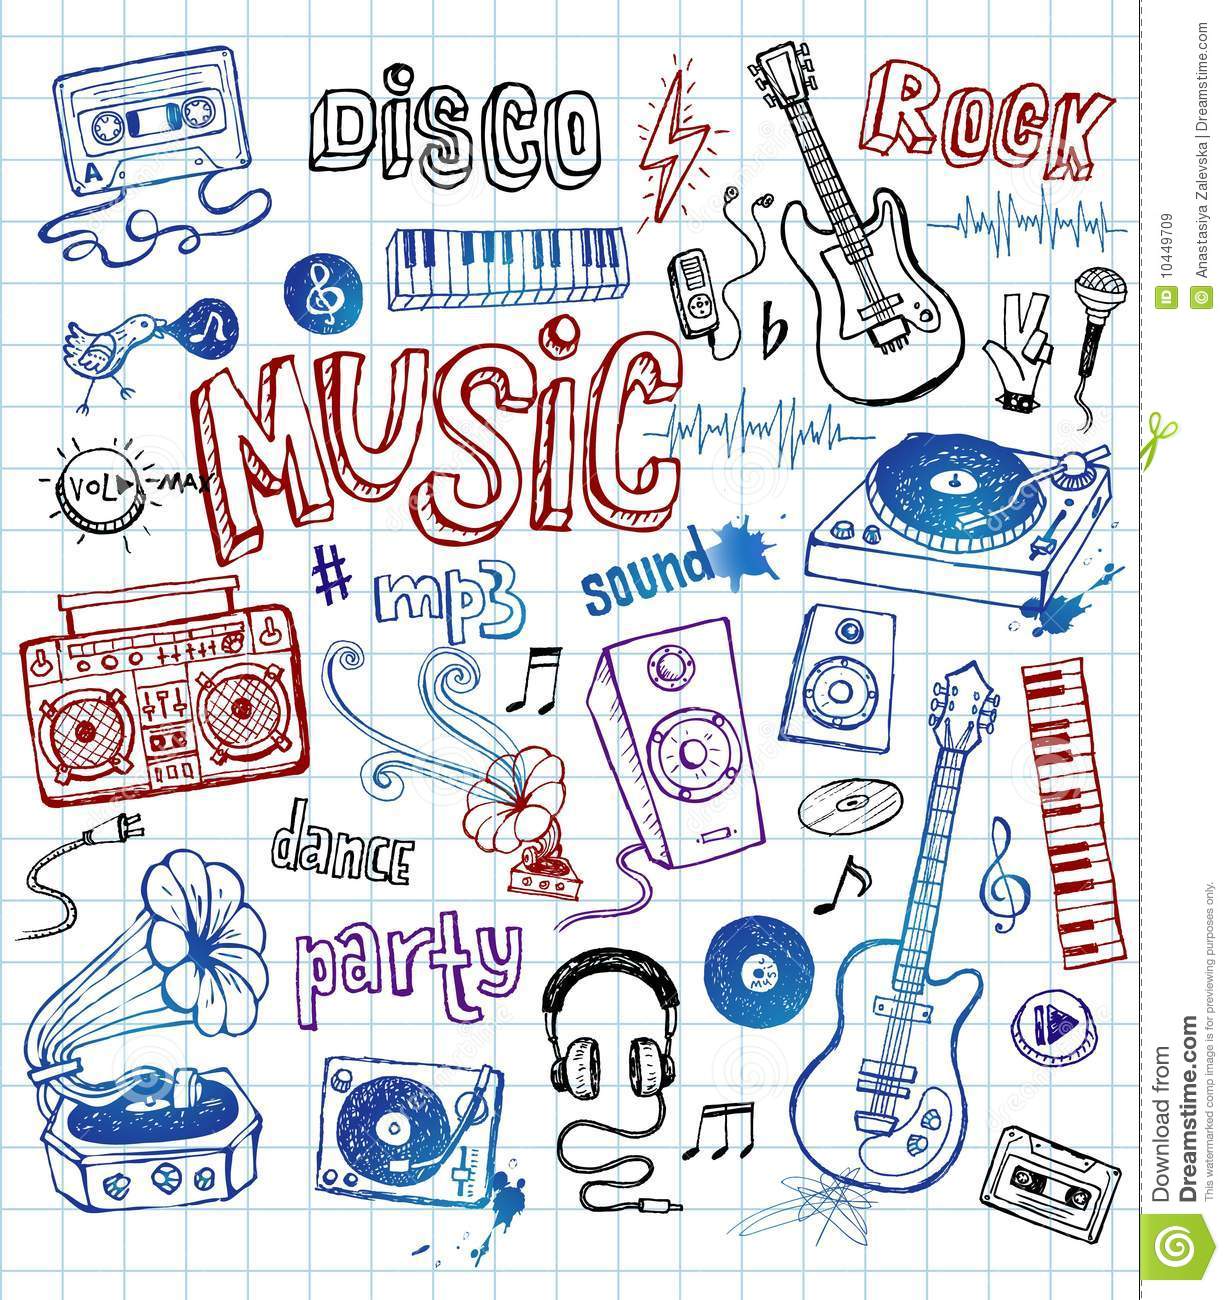 DiSCO
ROCK
A
MUSiC
VOL MAX
# mp3
sound
dance
party
MUSIC
Download from
Dreamstime.com
This watermarked comp image is for previewing purposes only.
ID 10449709
© Anastasiya Zalevska | Dreamstime.com